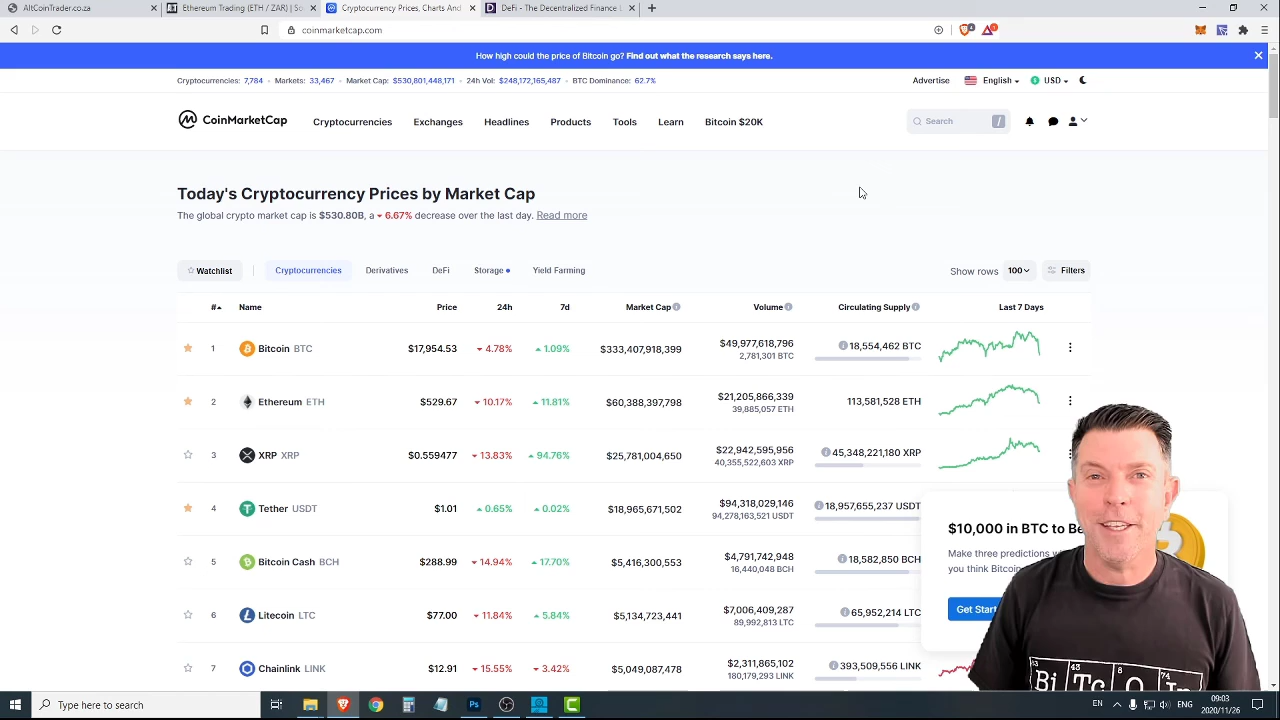 AltCoinTrader.co.za
Ethereum Trading (ETH / ZAR) | So
Cryptocurrency Prices, Charts And
DeFi - The Decentralized Finance L
coinmarketcap.com
How high could the price of Bitcoin go? Find out what the research says here.
Cryptocurrencies: 7,784 Markets: 33,467 Market Cap: $530,801,448,171 24h Vol: $248,172,165,487 BTC Dominance: 62.7%
Advertise English USD
CoinMarketCap
Cryptocurrencies Exchanges Headlines Products Tools Learn Bitcoin $20K
Search /
Today's Cryptocurrency Prices by Market Cap
The global crypto market cap is $530.80B, a 6.67% decrease over the last day. Read more
Watchlist Cryptocurrencies Derivatives DeFi Storage Yield Farming
Show rows 100 Filters
# Name Price 24h 7d Market Cap Volume Circulating Supply Last 7 Days
1 Bitcoin BTC $17,954.53 4.78% 1.09% $333,407,918,399 $49,977,618,796 18,554,462 BTC
2,781,301 BTC
2 Ethereum ETH $529.67 10.17% 11.81% $60,388,397,798 $21,205,866,339 113,581,528 ETH
39,885,057 ETH
3 XRP XRP $0.559477 13.83% 94.76% $25,781,004,650 $22,942,595,956 45,348,221,180 XRP
40,355,522,603 XRP
4 Tether USDT $1.01 0.65% 0.02% $18,965,671,502 $94,318,029,146 18,957,655,237 USDT
94,278,163,521 USDT
5 Bitcoin Cash BCH $288.99 14.94% 17.70% $5,416,300,553 $4,791,742,948 18,582,850 BCH
16,440,048 BCH
6 Litecoin LTC $77.00 11.84% 5.84% $5,134,723,441 $7,006,409,287 65,952,214 LTC
89,992,813 LTC
7 Chainlink LINK $12.91 15.55% 3.42% $5,049,087,478 $2,311,865,102 393,509,556 LINK
180,179,293 LINK
$10,000 in BTC to Be
Make three predictions
you think Bitcoin
Get Start
BiTCoIn
Type here to search
EN ENG
09:03
2020/11/26